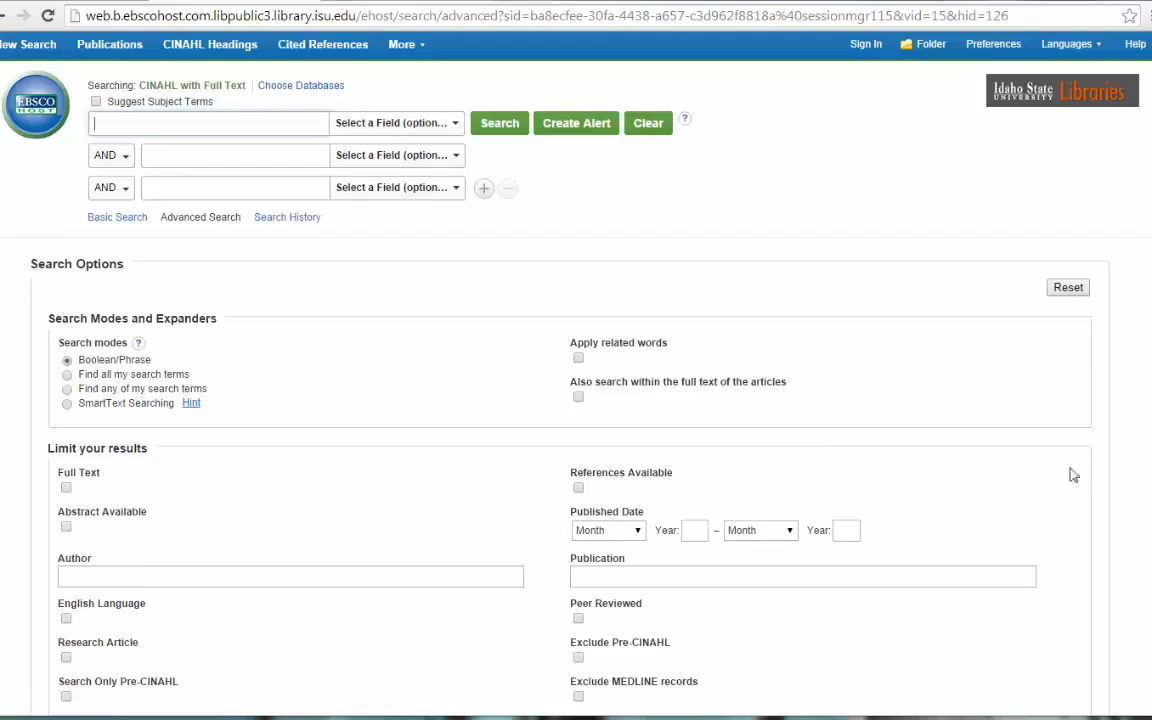 web.b.ebscohost.com.libpublic3.library.isu.edu/ehost/search/advanced?sid=ba8ecfee-30fa-4438-a657-c3d962f8818a%40sessionmgr115&vid=15&hid=126
ew Search Publications CINAHL Headings Cited References More Sign In Folder Preferences Languages Help
Searching: CINAHL with Full Text Choose Databases
Suggest Subject Terms
EBSCO
HOST
Idaho State
UNIVERSITY
Libraries
Select a Field (option... Search Create Alert Clear ?
AND Select a Field (option...
AND Select a Field (option...
Basic Search Advanced Search Search History
Search Options
Reset
Search Modes and Expanders
Search modes ? Apply related words
Boolean/Phrase
Find all my search terms
Also search within the full text of the articles
Find any of my search terms
SmartText Searching Hint
Limit your results
Full Text References Available
Abstract Available Published Date
Month Year: – Month Year:
Author Publication
English Language Peer Reviewed
Research Article Exclude Pre-CINAHL
Search Only Pre-CINAHL Exclude MEDLINE records